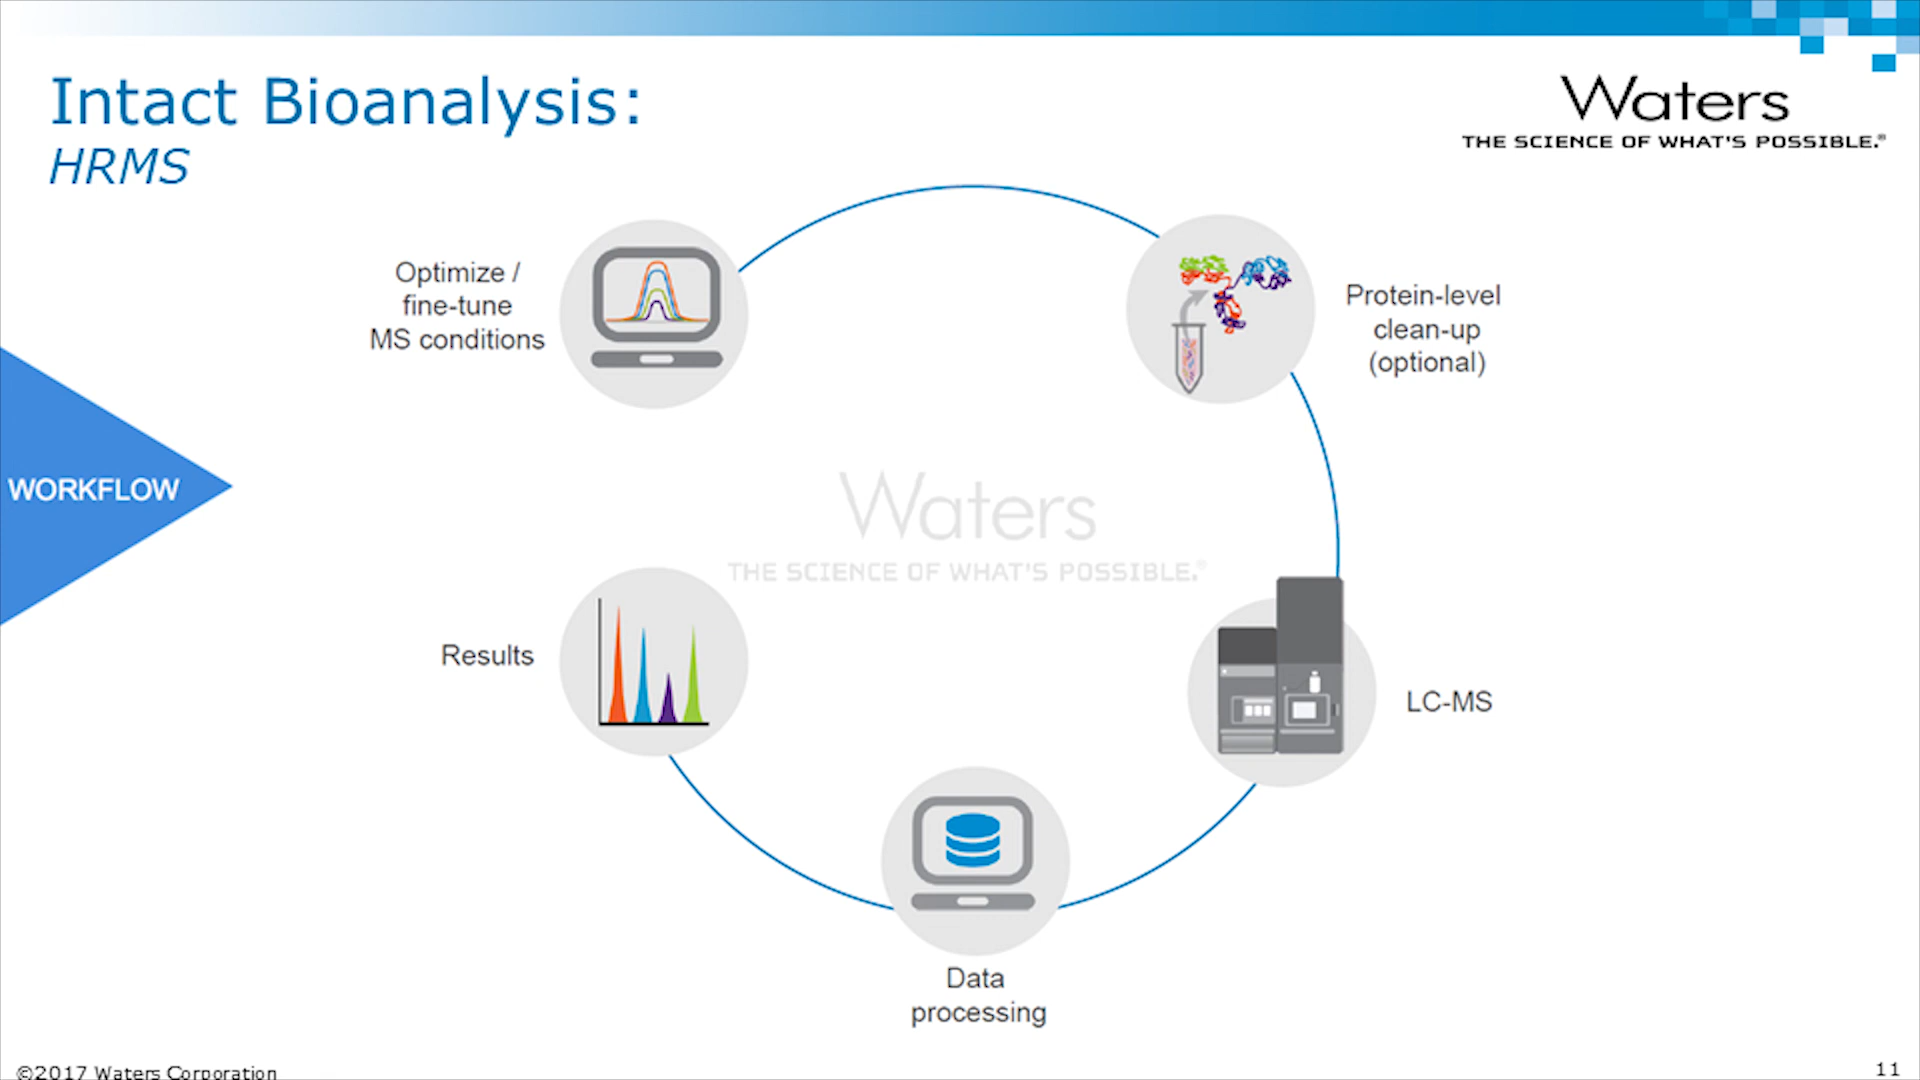 Intact Bioanalysis:
HRMS
Waters
THE SCIENCE OF WHAT'S POSSIBLE.®
Optimize /
fine-tune
MS conditions
Protein-level
clean-up
(optional)
WORKFLOW
Waters
THE SCIENCE OF WHAT'S POSSIBLE.®
Results
LC-MS
Data
processing
©2017 Waters Corporation
11